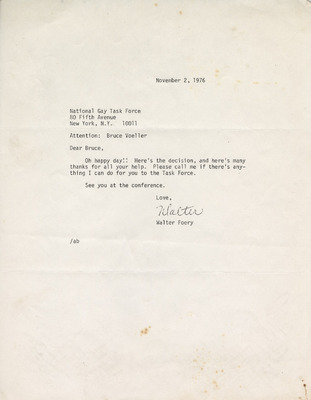 November 2, 1976
National Gay Task Force
80 Fifth Avenue
New York, N.Y. 10011
Attention: Bruce Voeller
Dear Bruce,
Oh happy day!! Here's the decision, and here's many
thanks for all your help. Please call me if there's any-
thing I can do for you to the Task Force.
See you at the conference.
Love,
Walter
Walter Foery
/ab